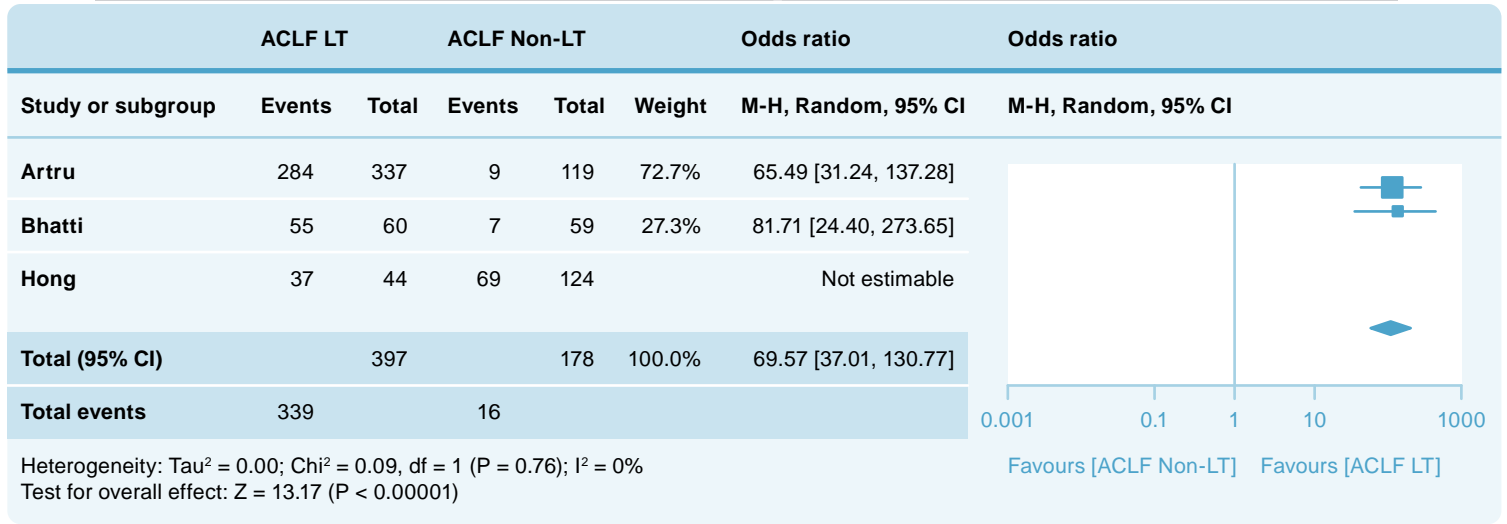 ACLF LT ACLF Non-LT Odds ratio Odds ratio
Study or subgroup Events Total Events Total Weight M-H, Random, 95% CI M-H, Random, 95% CI
Artru 284 337 9 119 72.7% 65.49 [31.24, 137.28]
Bhatti 55 60 7 59 27.3% 81.71 [24.40, 273.65]
Hong 37 44 69 124 Not estimable
Total (95% CI) 397 178 100.0% 69.57 [37.01, 130.77]
Total events 339 16
0.001 0.1 1 10 1000
Favours [ACLF Non-LT] Favours [ACLF LT]
Heterogeneity: Tau² = 0.00; Chi² = 0.09, df = 1 (P = 0.76); I² = 0%
Test for overall effect: Z = 13.17 (P < 0.00001)